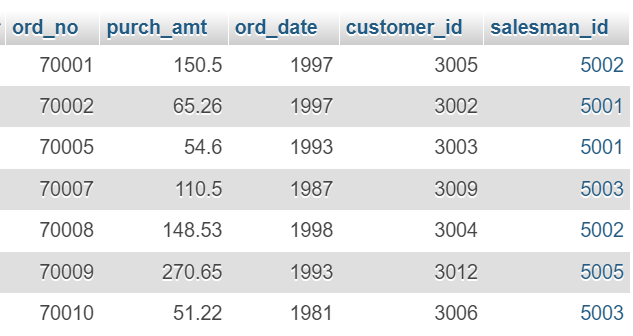 ord_no purch_amt ord_date customer_id salesman_id
70001 150.5 1997 3005 5002
70002 65.26 1997 3002 5001
70005 54.6 1993 3003 5001
70007 110.5 1987 3009 5003
70008 148.53 1998 3004 5002
70009 270.65 1993 3012 5005
70010 51.22 1981 3006 5003